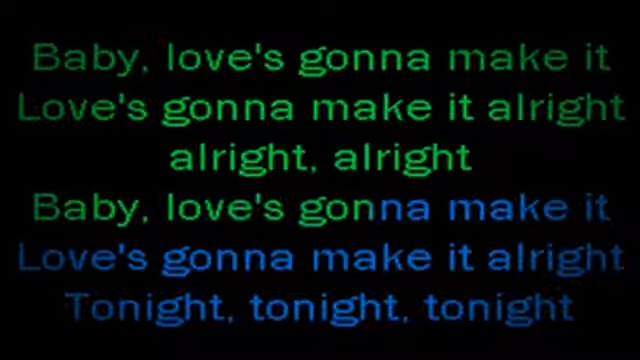 Baby, love's gonna make it
Love's gonna make it alright
alright, alright
Baby, love's gonna make it
Love's gonna make it alright
Tonight, tonight, tonight